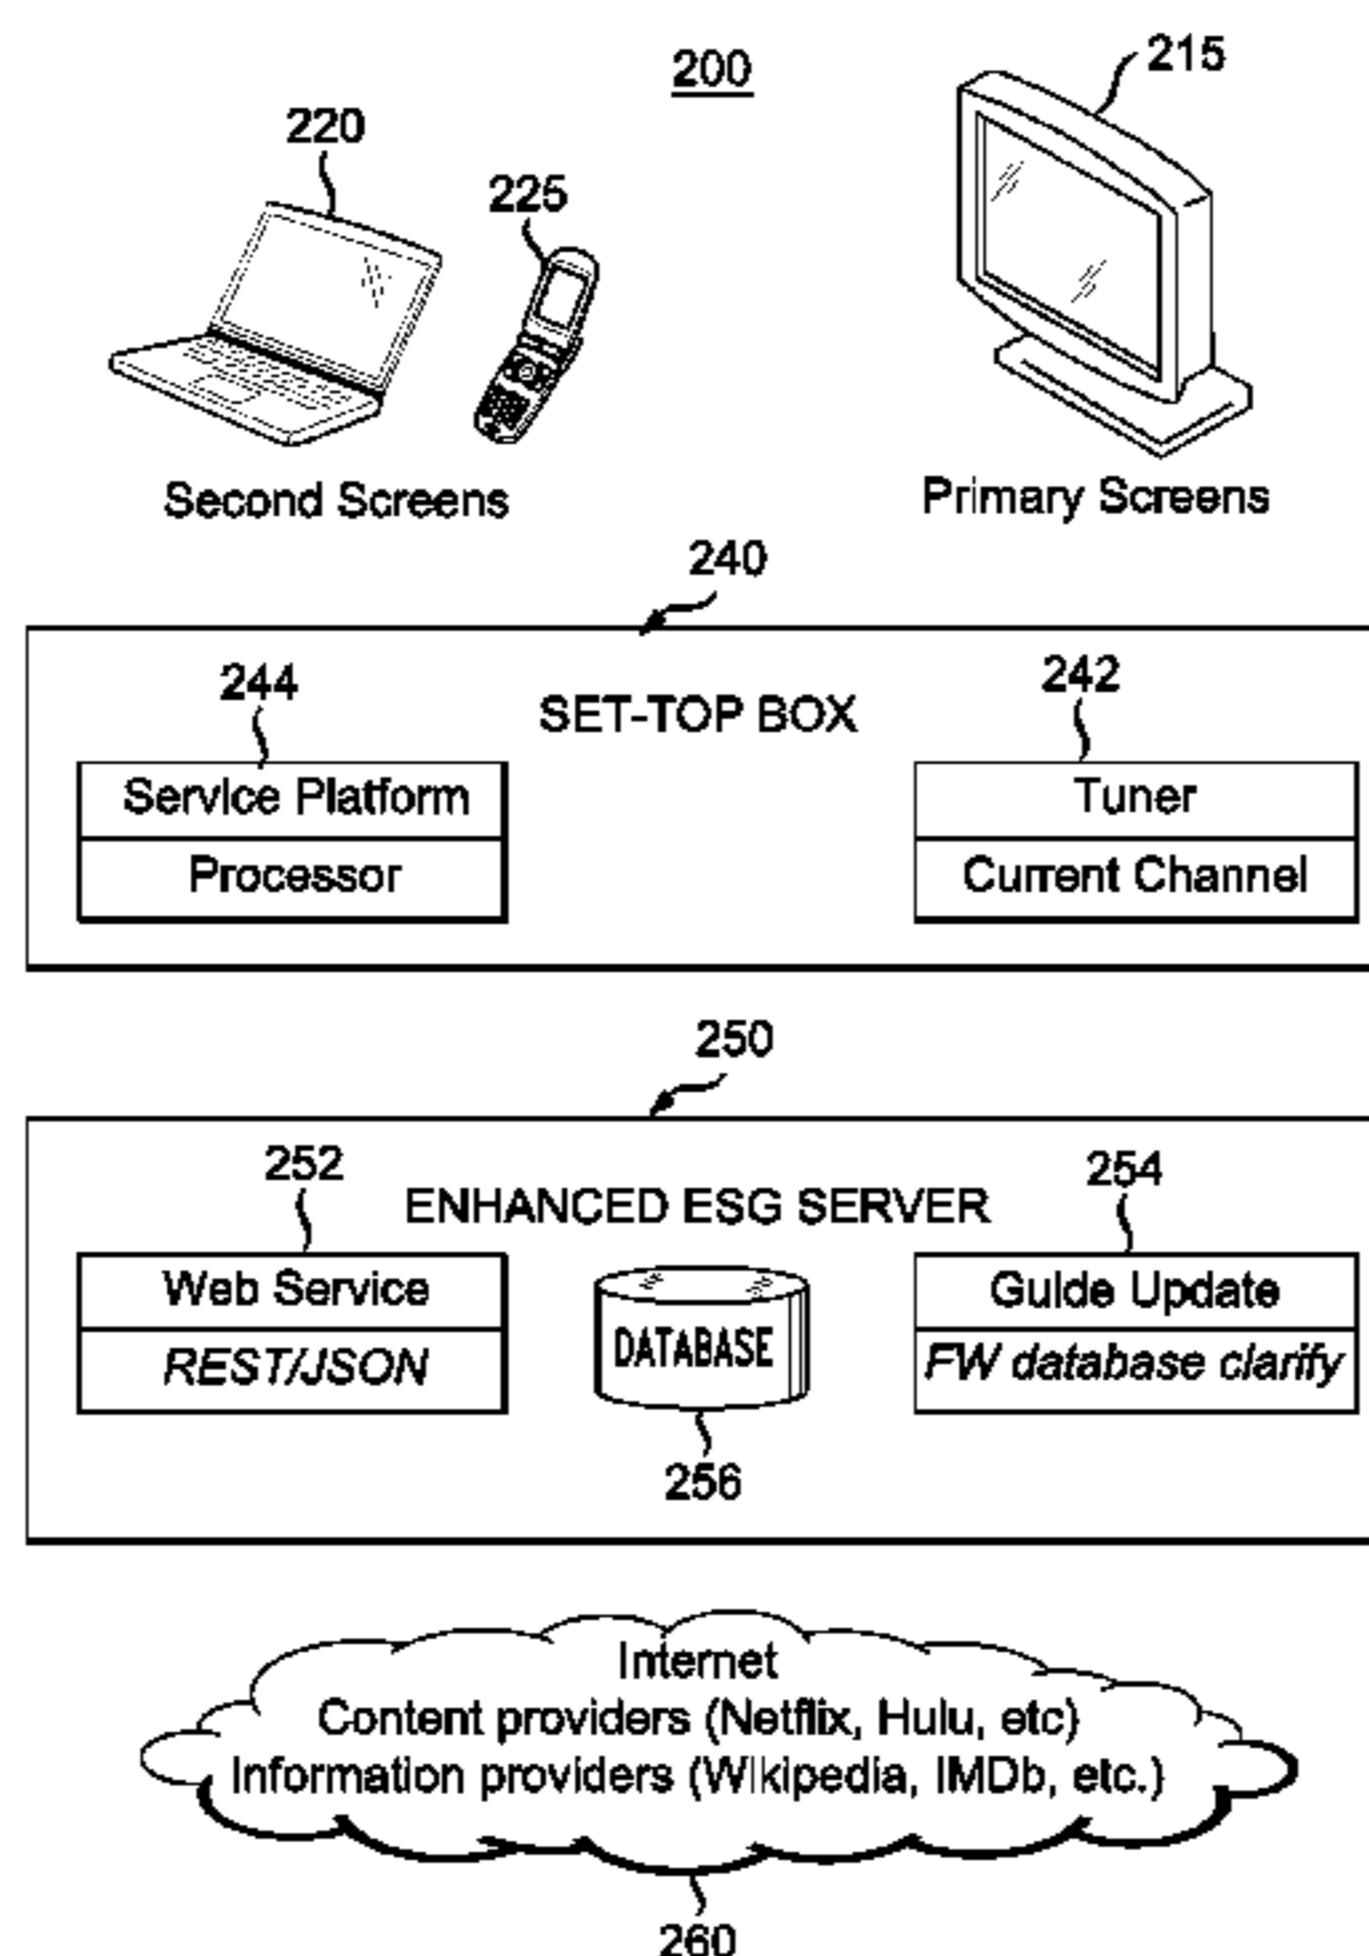 200
215
220
225
Second Screens
Primary Screens
240
244
242
SET-TOP BOX
Service Platform
Tuner
Processor
Current Channel
250
252
254
ENHANCED ESG SERVER
Web Service
Guide Update
REST/JSON
DATABASE
FW database clarify
256
Internet
Content providers (Netflix, Hulu, etc)
Information providers (Wikipedia, IMDb, etc.)
260